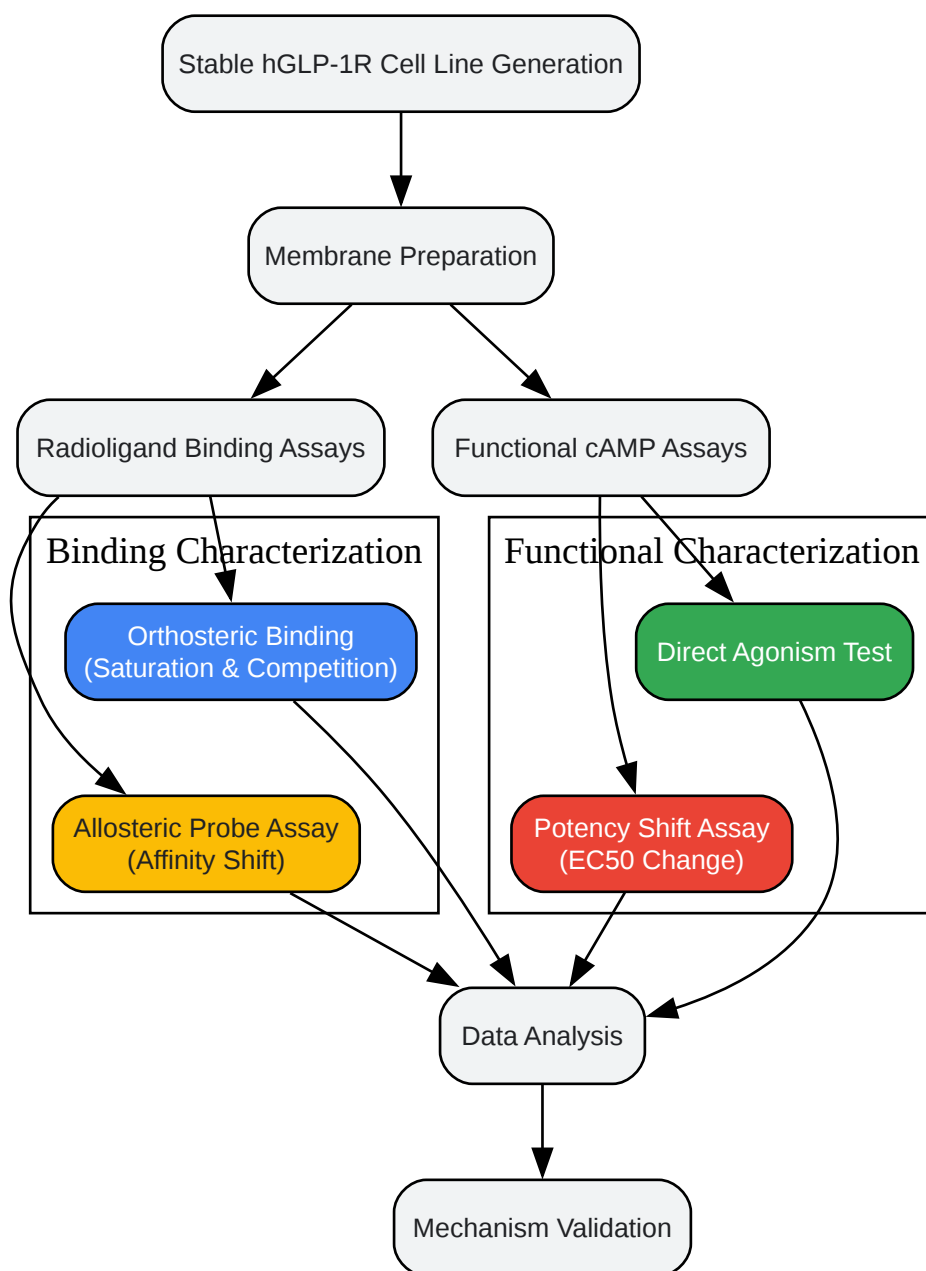 Stable hGLP-1R Cell Line Generation
Membrane Preparation
Radioligand Binding Assays
Functional cAMP Assays
Binding Characterization
Functional Characterization
Orthosteric Binding
(Saturation & Competition)
Direct Agonism Test
Allosteric Probe Assay
(Affinity Shift)
Potency Shift Assay
(EC50 Change)
Data Analysis
Mechanism Validation